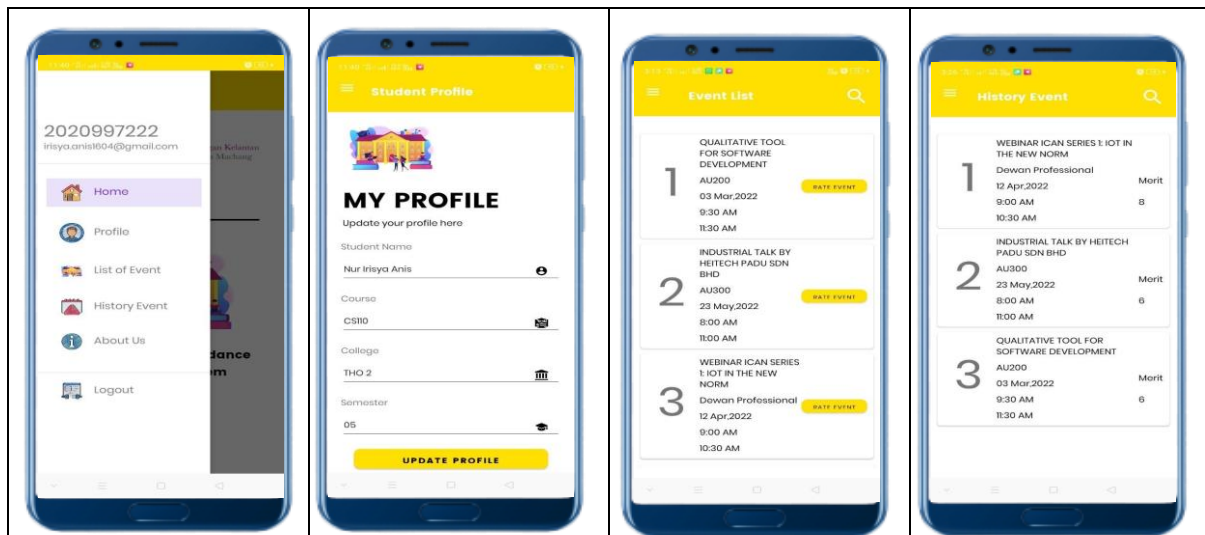 2020997222
irisya.anis1604@gmail.com
Home
Profile
List of Event
History Event
About Us
Logout
Student Profile
MY PROFILE
Update your profile here
Student Name
Nur Irisya Anis
Course
CS110
College
THO 2
Semester
05
UPDATE PROFILE
Event List
1
QUALITATIVE TOOL
FOR SOFTWARE
DEVELOPMENT
AU200
03 Mar,2022
9:30 AM
11:30 AM
RATE EVENT
2
INDUSTRIAL TALK BY
HEITECH PADU SDN
BHD
AU300
23 May,2022
8:00 AM
11:00 AM
RATE EVENT
3
WEBINAR ICAN SERIES
1: IOT IN THE NEW
NORM
Dewan Professional
12 Apr,2022
9:00 AM
10:30 AM
RATE EVENT
History Event
1
WEBINAR ICAN SERIES 1: IOT IN
THE NEW NORM
Dewan Professional
12 Apr,2022
9:00 AM
10:30 AM
Merit
8
2
INDUSTRIAL TALK BY HEITECH
PADU SDN BHD
AU300
23 May,2022
8:00 AM
11:00 AM
Merit
6
3
QUALITATIVE TOOL FOR
SOFTWARE DEVELOPMENT
AU200
03 Mar,2022
9:30 AM
11:30 AM
Merit
6